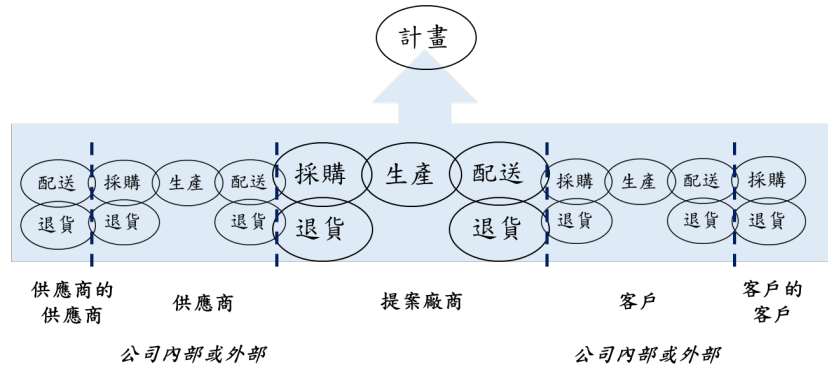 計畫
配送 採購 生產 配送 採購 生產 配送 採購 生產 配送 採購
退貨 退貨 退貨 退貨 退貨 退貨 退貨 退貨
供應商的
供應商
供應商
提案廠商
客戶
客戶的
客戶
公司內部或外部
公司內部或外部